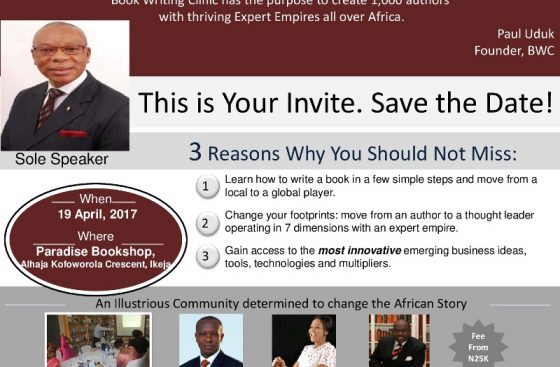 Book Writing Clinic has the purpose to create 1,000 authors
with thriving Expert Empires all over Africa.
Paul Uduk
Founder, BWC
This is Your Invite. Save the Date!
Sole Speaker
3 Reasons Why You Should Not Miss:
1 Learn how to write a book in a few simple steps and move from a
local to a global player.
2 Change your footprints: move from an author to a thought leader
operating in 7 dimensions with an expert empire.
3 Gain access to the most innovative emerging business ideas,
tools, technologies and multipliers.
When
19 April, 2017
Where
Paradise Bookshop,
Alhaja Kofoworola Crescent, Ikeja
An Illustrious Community determined to change the African Story
Fee
From
N25K